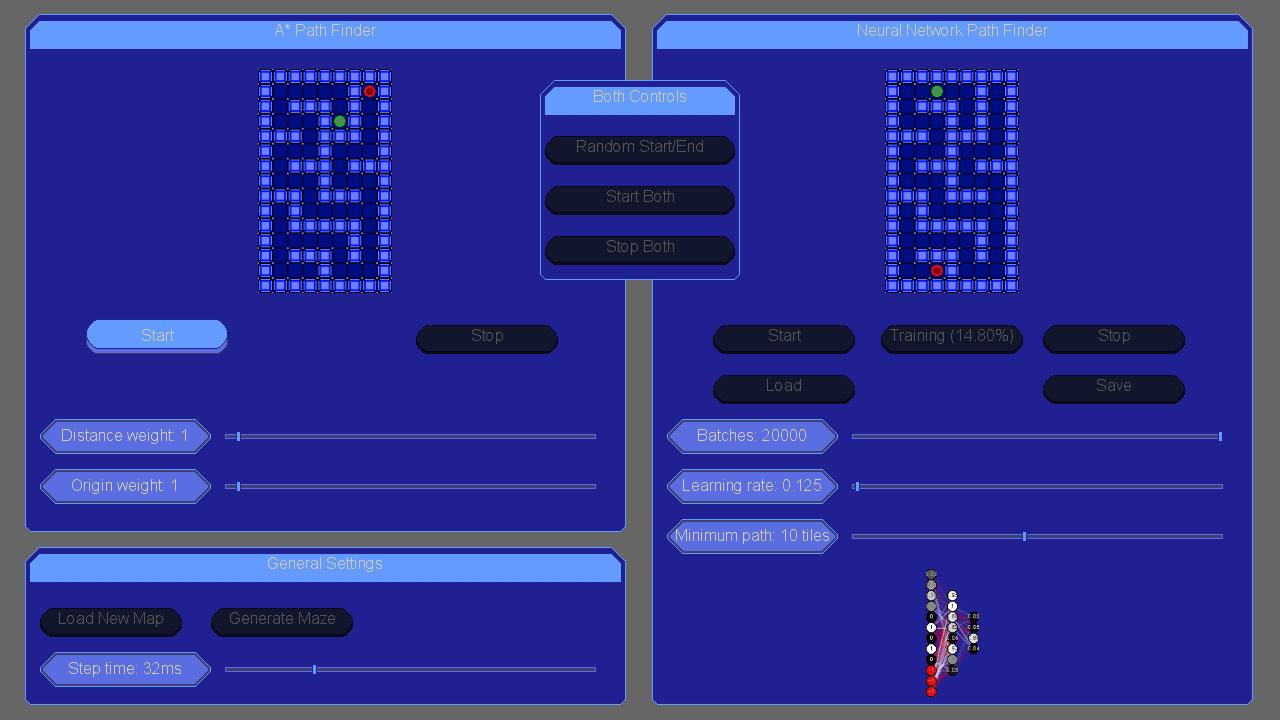 A* Path Finder
Start
Stop
Distance weight: 1
Origin weight: 1
General Settings
Load New Map
Generate Maze
Step time: 32ms
Both Controls
Random Start/End
Start Both
Stop Both
Neural Network Path Finder
Start
Training (14.80%)
Stop
Load
Save
Batches: 20000
Learning rate: 0.125
Minimum path: 10 tiles